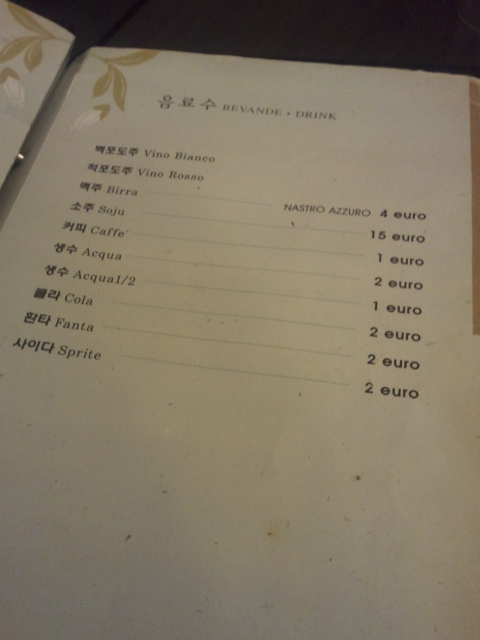 음료수 BEVANDE • DRINK
백포도주 Vino Bianco
적포도주 Vino Rosso
맥주 Birra NASTRO AZZURO 4 euro
소주 Soju 15 euro
커피 Caffe' 1 euro
생수 Acqua 2 euro
생수 Acqua1/2 1 euro
콜라 Cola 2 euro
환타 Fanta 2 euro
사이다 Sprite 2 euro